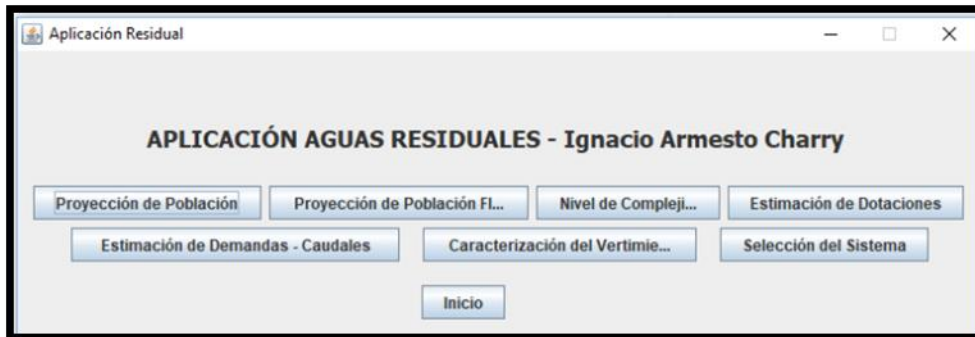 Aplicación Residual
APLICACIÓN AGUAS RESIDUALES - Ignacio Armesto Charry
Proyección de Población Proyección de Población Fl... Nivel de Compleji... Estimación de Dotaciones
Estimación de Demandas - Caudales Caracterización del Vertimie... Selección del Sistema
Inicio